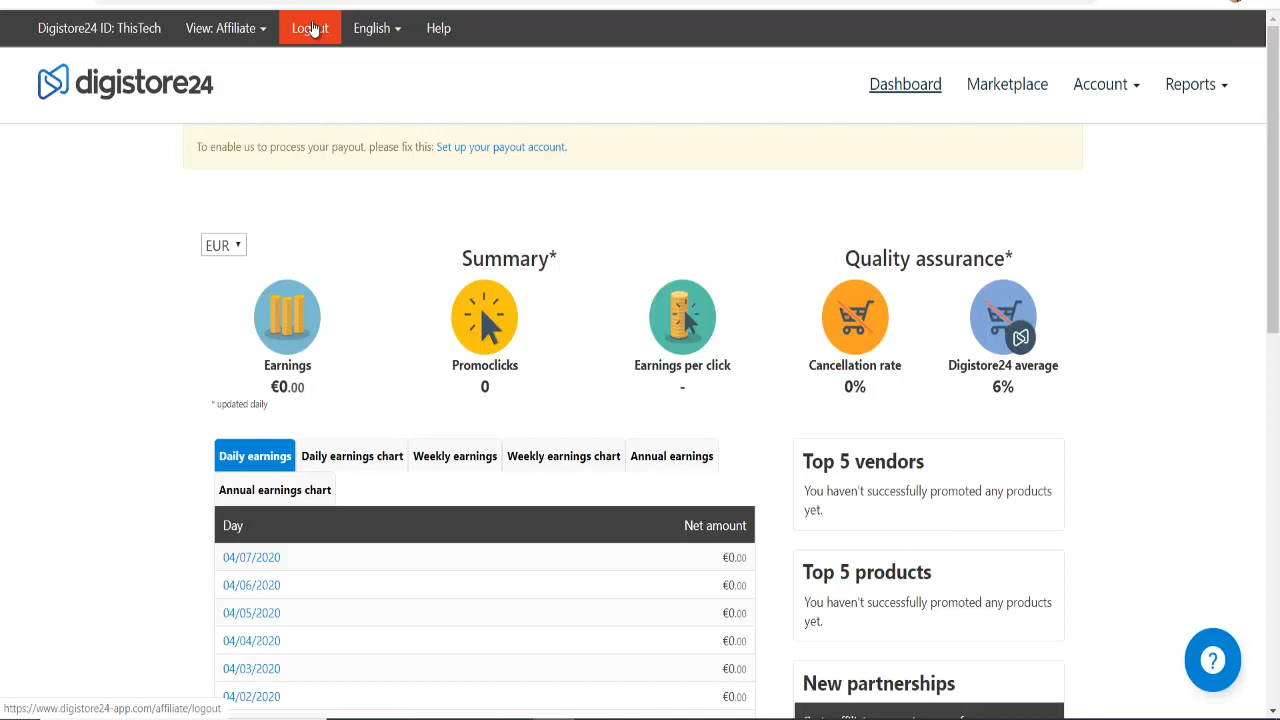 Digistore24 ID: ThisTech View: Affiliate Logout English Help
digistore24
Dashboard Marketplace Account Reports
To enable us to process your payout, please fix this: Set up your payout account.
EUR
Summary* Quality assurance*
Earnings Promoclicks Earnings per click Cancellation rate Digistore24 average
€0.00 0 - 0% 6%
* updated daily
Daily earnings Daily earnings chart Weekly earnings Weekly earnings chart Annual earnings
Annual earnings chart
Day Net amount
04/07/2020 €0.00
04/06/2020 €0.00
04/05/2020 €0.00
04/04/2020 €0.00
04/03/2020 €0.00
04/02/2020 €0.00
Top 5 vendors
You haven't successfully promoted any products
yet.
Top 5 products
You haven't successfully promoted any products
yet.
New partnerships
?
https://www.digistore24-app.com/affiliate/logout